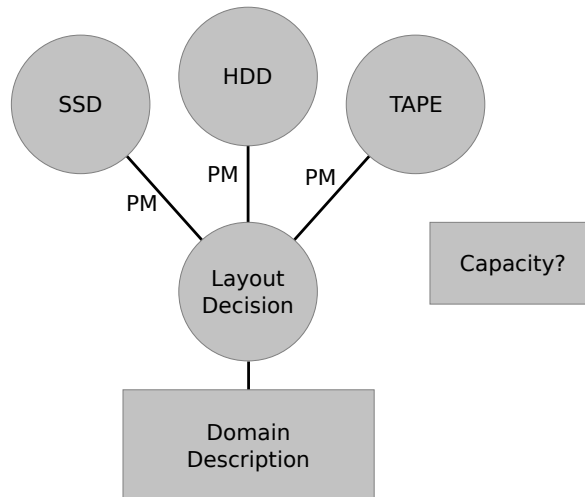 HDD
SSD
TAPE
PM
PM
PM
Capacity?
Layout
Decision
Domain
Description